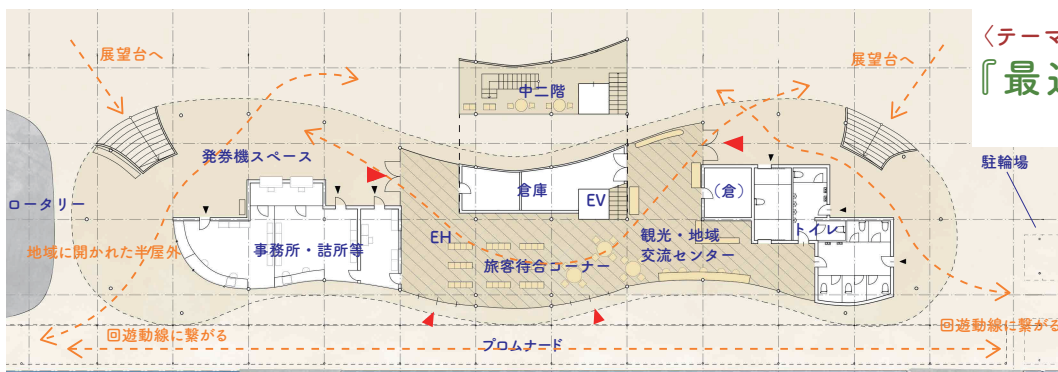 展望台へ
中二階
展望台へ
〈テーマ
『最
発券機スペース
駐輪場
倉庫
(倉)
EV
ロータリー
EH
観光・地域
交流センター
トイレ
地域に開かれた半屋外
事務所・詰所等
旅客待合コーナー
回遊動線に繋がる
回遊動線に繋がる
プロムナード